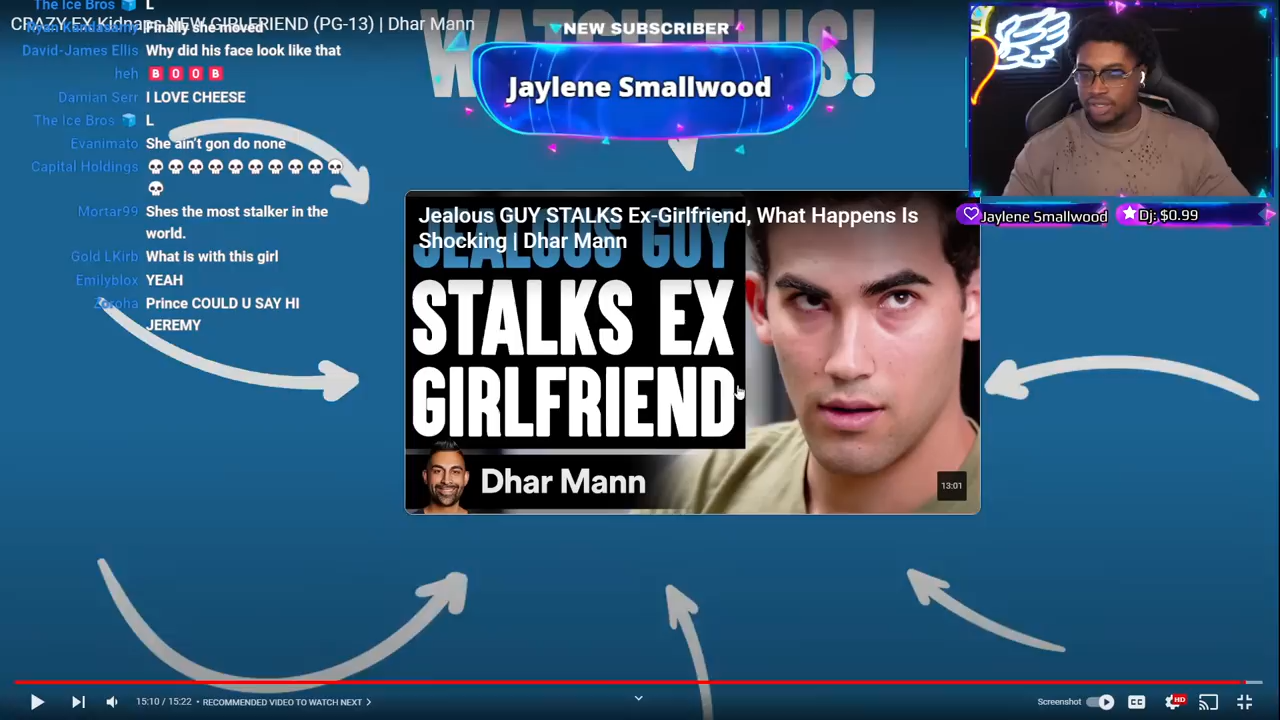 The Ice Bros L
CRAZY EX Kidnaps NEW GIRLFRIEND (PG-13) | Dhar Mann
Finally she moved
David-James Ellis Why did his face look like that
heh B O O B
Damian Serr I LOVE CHEESE
The Ice Bros L
Evanimato She ain't gon do none
Capital Holdings
Mortar99 Shes the most stalker in the
world.
Gold LKirb What is with this girl
Emilyblox YEAH
Prince COULD U SAY HI
JEREMY
WATCH THIS!
NEW SUBSCRIBER
Jaylene Smallwood
Jaylene Smallwood
Dj: $0.99
Jealous GUY STALKS Ex-Girlfriend, What Happens Is
Shocking | Dhar Mann
JEALOUS GUY
STALKS EX
GIRLFRIEND
Dhar Mann
13:01
15:10 / 15:22 • RECOMMENDED VIDEO TO WATCH NEXT
Screenshot
CC
HD